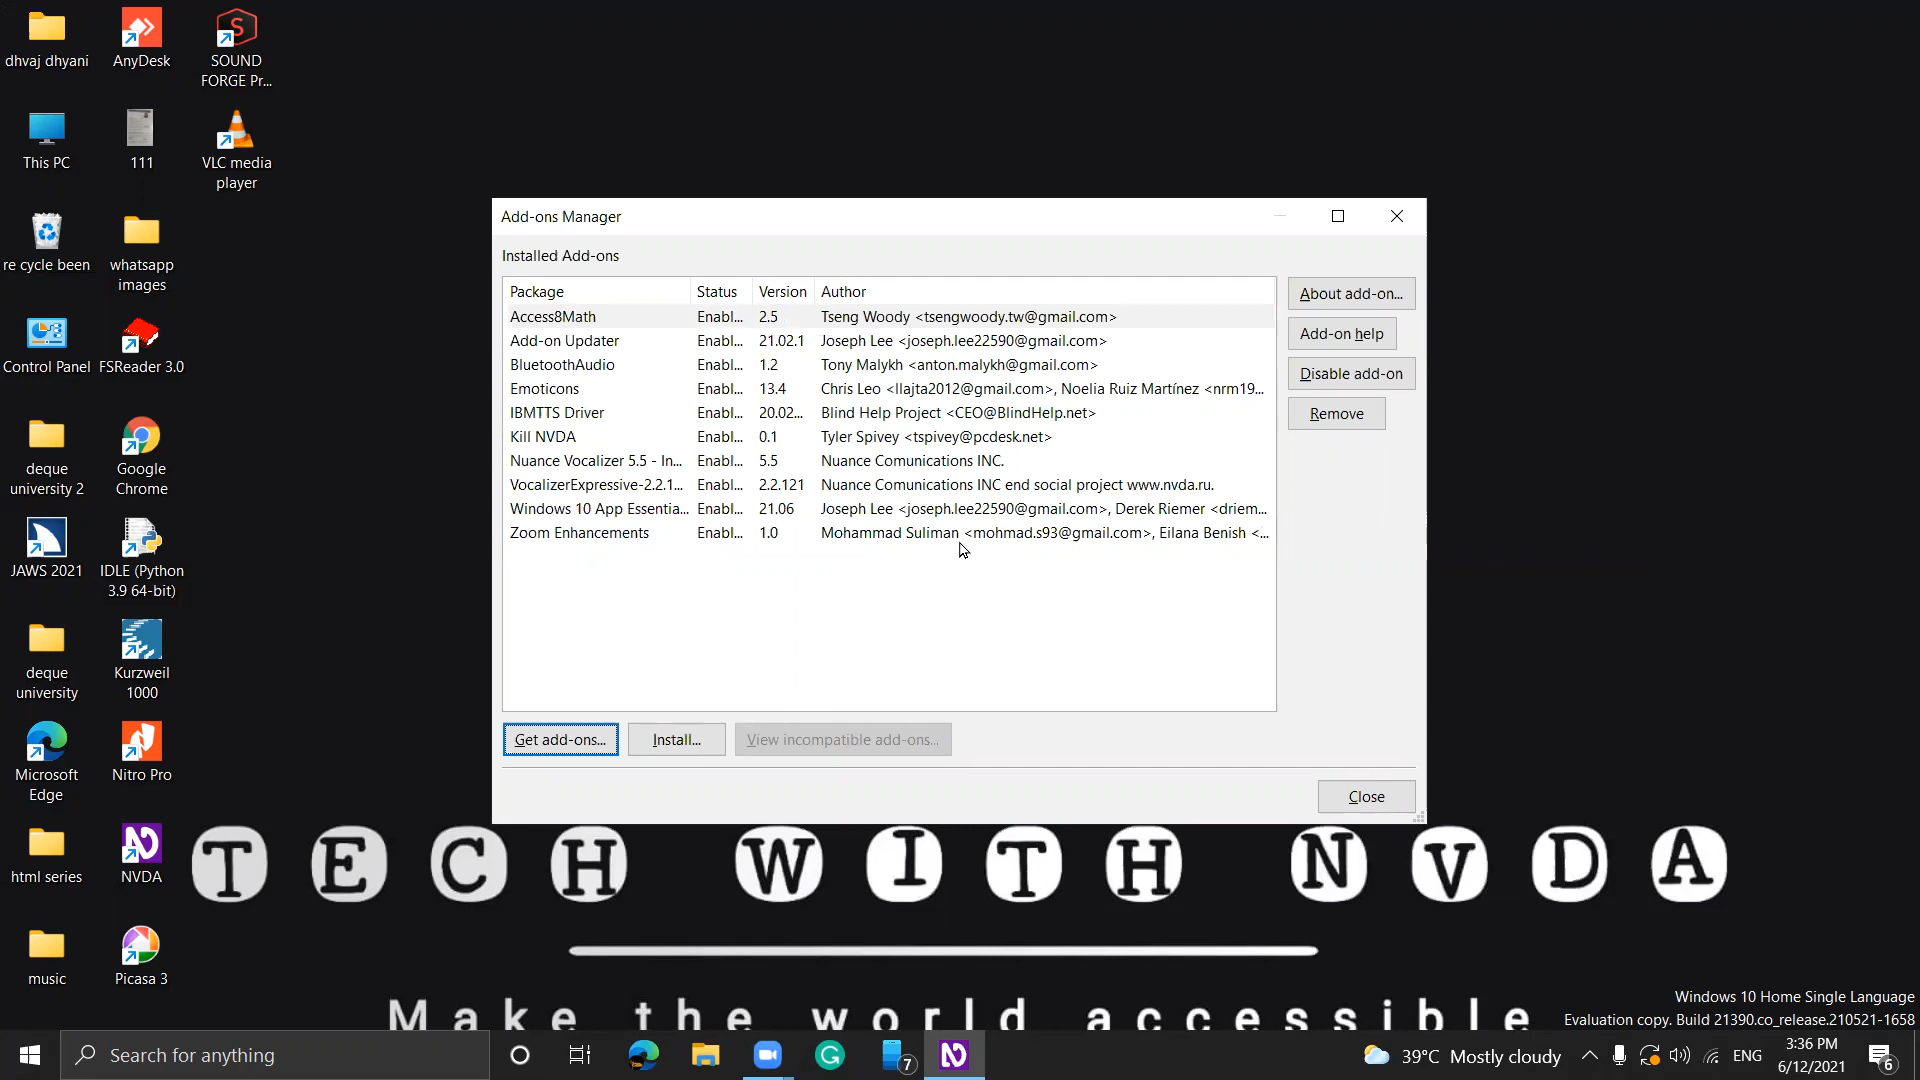 dhvaj dhyani
AnyDesk
SOUND
FORGE Pr...
This PC
111
VLC media
player
re cycle been
whatsapp
images
Control Panel
FSReader 3.0
deque
university 2
Google
Chrome
JAWS 2021
IDLE (Python
3.9 64-bit)
deque
university
Kurzweil
1000
Microsoft
Edge
Nitro Pro
html series
NVDA
music
Picasa 3
Add-ons Manager
Installed Add-ons
Package Status Version Author
Access8Math Enabl... 2.5 Tseng Woody <tsengwoody.tw@gmail.com>
Add-on Updater Enabl... 21.02.1 Joseph Lee <joseph.lee22590@gmail.com>
BluetoothAudio Enabl... 1.2 Tony Malykh <anton.malykh@gmail.com>
Emoticons Enabl... 13.4 Chris Leo <llajta2012@gmail.com>, Noelia Ruiz Martínez <nrm19...
IBMTTS Driver Enabl... 20.02... Blind Help Project <CEO@BlindHelp.net>
Kill NVDA Enabl... 0.1 Tyler Spivey <tspivey@pcdesk.net>
Nuance Vocalizer 5.5 - In... Enabl... 5.5 Nuance Comunications INC.
VocalizerExpressive-2.2.1... Enabl... 2.2.121 Nuance Comunications INC end social project www.nvda.ru.
Windows 10 App Essentia... Enabl... 21.06 Joseph Lee <joseph.lee22590@gmail.com>, Derek Riemer <driem...
Zoom Enhancements Enabl... 1.0 Mohammad Suliman <mohmad.s93@gmail.com>, Eilana Benish <...
About add-on...
Add-on help
Disable add-on
Remove
Get add-ons... Install... View incompatible add-ons...
Close
TECH WITH NVDA
Make the world accessible
Windows 10 Home Single Language
Evaluation copy. Build 21390.co_release.210521-1658
Search for anything
7
39°C Mostly cloudy
ENG
3:36 PM
6/12/2021
6